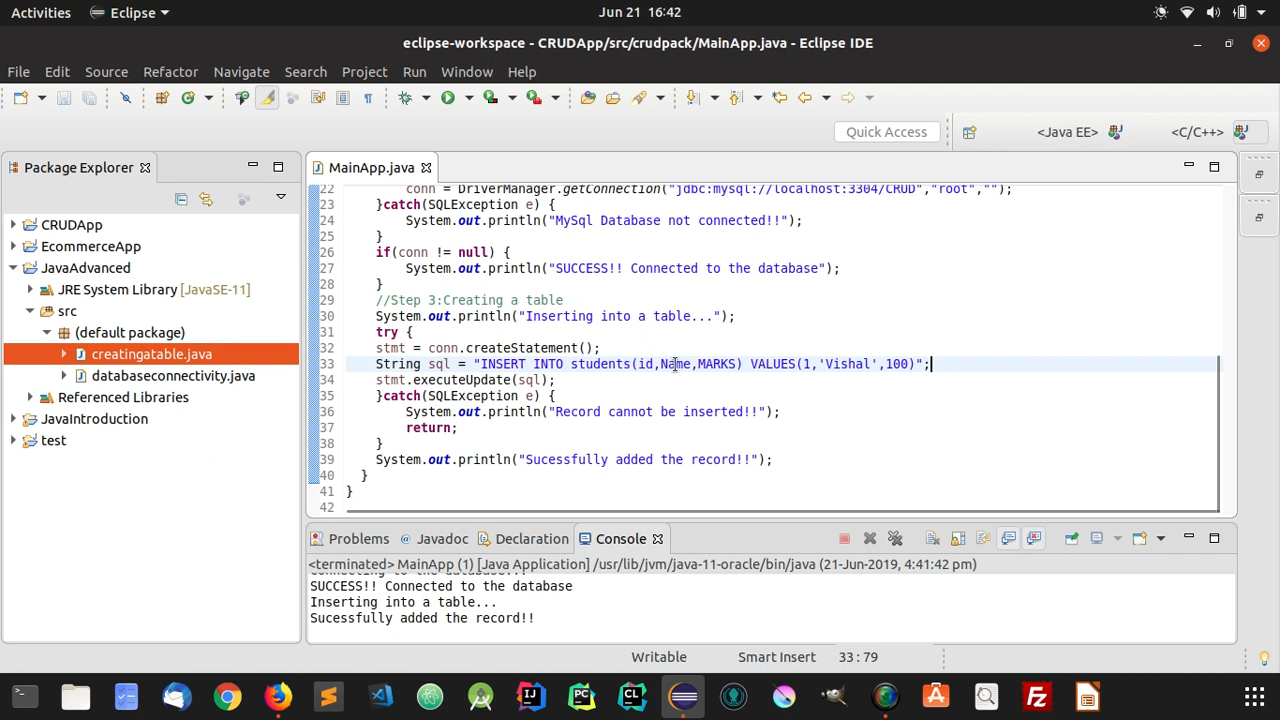 Activities Eclipse Jun 21 16:42
eclipse-workspace - CRUDApp/src/crudpack/MainApp.java - Eclipse IDE
File Edit Source Refactor Navigate Search Project Run Window Help
Quick Access <Java EE> <C/C++>
Package Explorer
CRUDApp
EcommerceApp
JavaAdvanced
JRE System Library [JavaSE-11]
src
(default package)
creatingatable.java
databaseconnectivity.java
Referenced Libraries
JavaIntroduction
test
MainApp.java
22 conn = DriverManager.getConnection("jdbc:mysql://localhost:3304/CRUD","root","");
23 }catch(SQLException e) {
24 System.out.println("MySql Database not connected!!");
25 }
26 if(conn != null) {
27 System.out.println("SUCCESS!! Connected to the database");
28 }
29 //Step 3:Creating a table
30 System.out.println("Inserting into a table...");
31 try {
32 stmt = conn.createStatement();
33 String sql = "INSERT INTO students(id,Name,MARKS) VALUES(1,'Vishal',100)";
34 stmt.executeUpdate(sql);
35 }catch(SQLException e) {
36 System.out.println("Record cannot be inserted!!");
37 return;
38 }
39 System.out.println("Sucessfully added the record!!");
40 }
41 }
42
Problems @ Javadoc Declaration Console
<terminated> MainApp (1) [Java Application] /usr/lib/jvm/java-11-oracle/bin/java (21-Jun-2019, 4:41:42 pm)
SUCCESS!! Connected to the database
Inserting into a table...
Sucessfully added the record!!
Writable Smart Insert 33 : 79